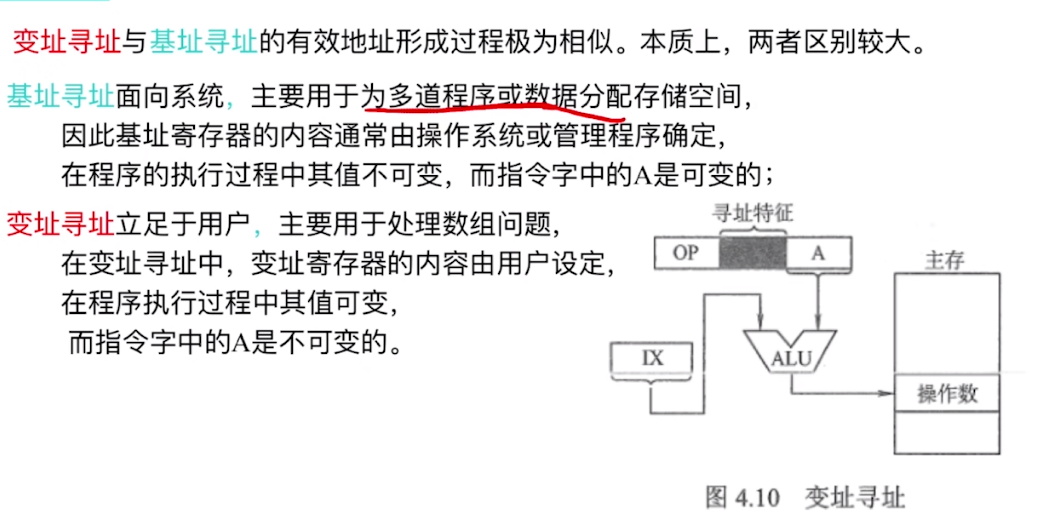 变址寻址与基址寻址的有效地址形成过程极为相似。本质上，两者区别较大。
基址寻址面向系统，主要用于为多道程序或数据分配存储空间，
因此基址寄存器的内容通常由操作系统或管理程序确定，
在程序的执行过程中其值不可变，而指令字中的A是可变的；
变址寻址立足于用户，主要用于处理数组问题，
在变址寻址中，变址寄存器的内容由用户设定，
在程序执行过程中其值可变，
而指令字中的A是不可变的。
寻址特征
OP
A
主存
IX
ALU
操作数
图 4.10 变址寻址